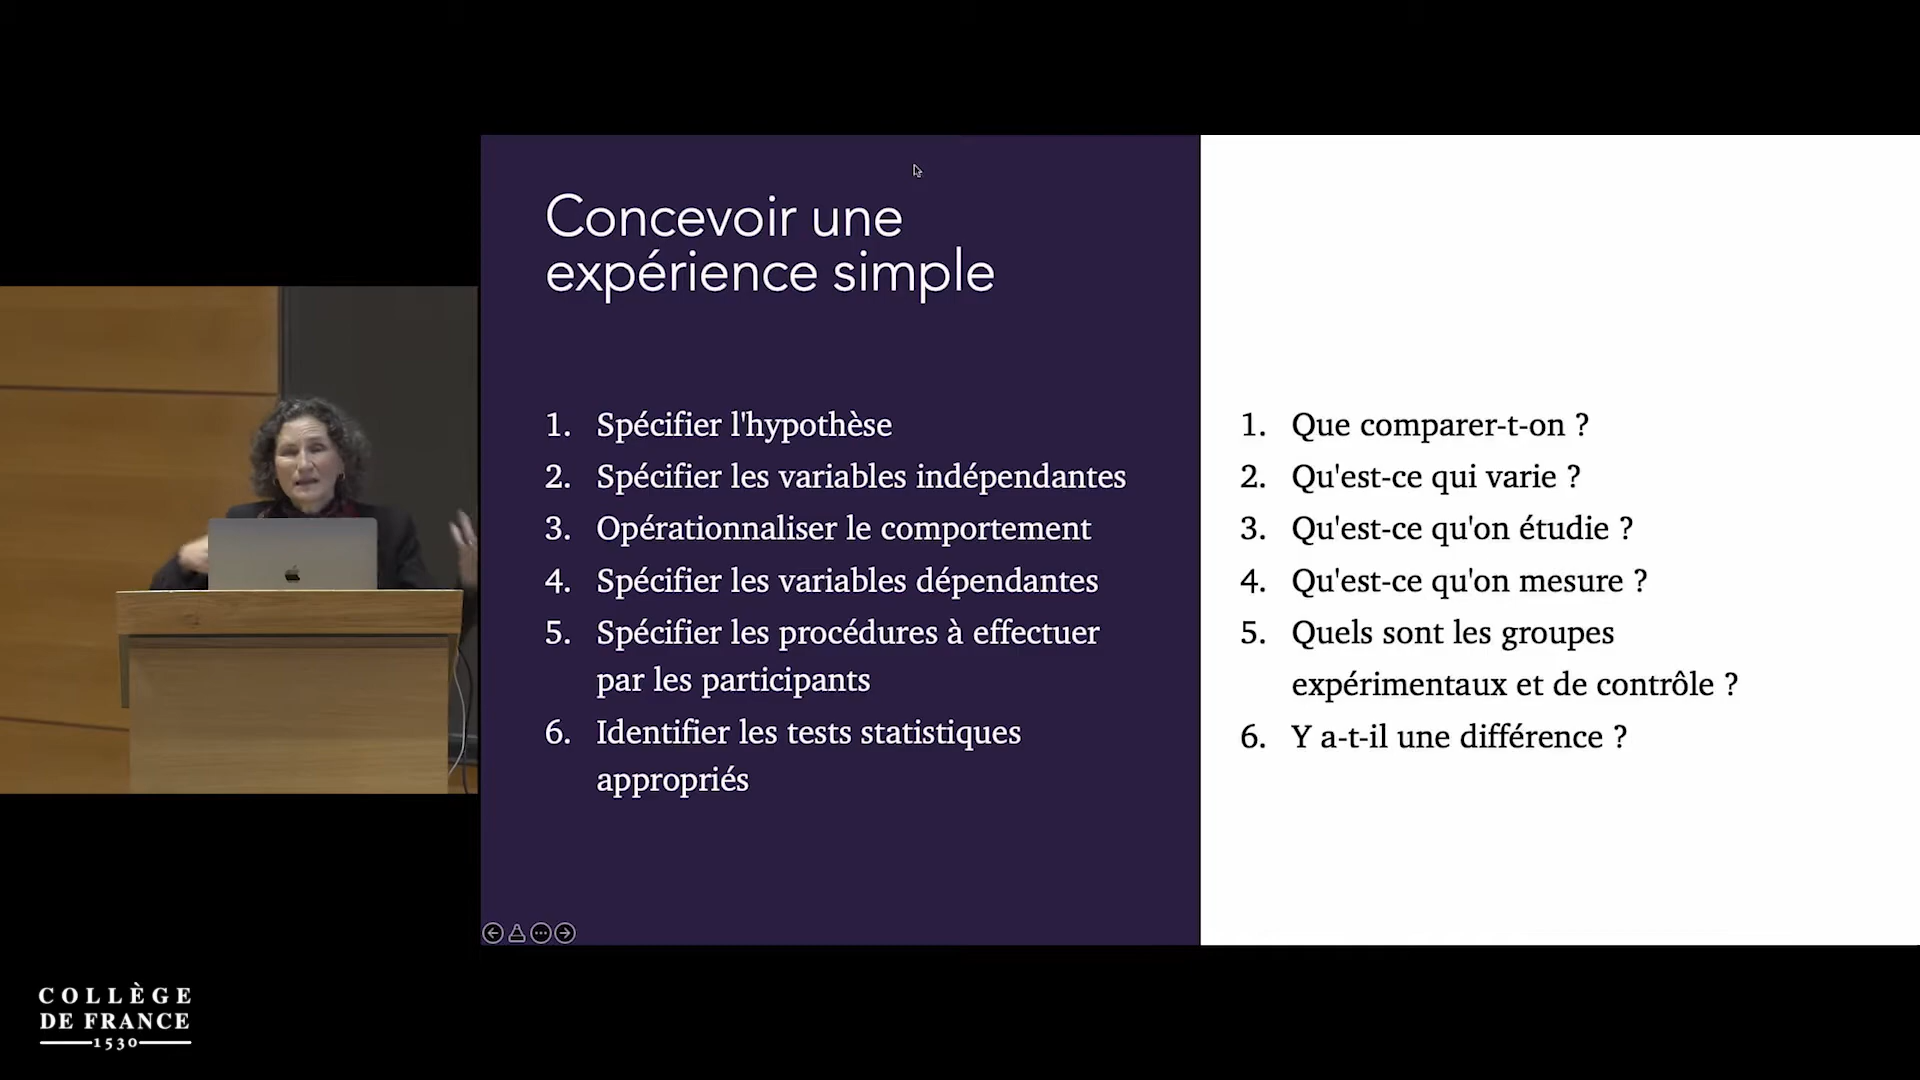 Concevoir une
expérience simple
1. Spécifier l'hypothèse
2. Spécifier les variables indépendantes
3. Opérationnaliser le comportement
4. Spécifier les variables dépendantes
5. Spécifier les procédures à effectuer
par les participants
6. Identifier les tests statistiques
appropriés
1. Que comparer-t-on ?
2. Qu'est-ce qui varie ?
3. Qu'est-ce qu'on étudie ?
4. Qu'est-ce qu'on mesure ?
5. Quels sont les groupes
expérimentaux et de contrôle ?
6. Y a-t-il une différence ?
COLLÈGE
DE FRANCE
1530